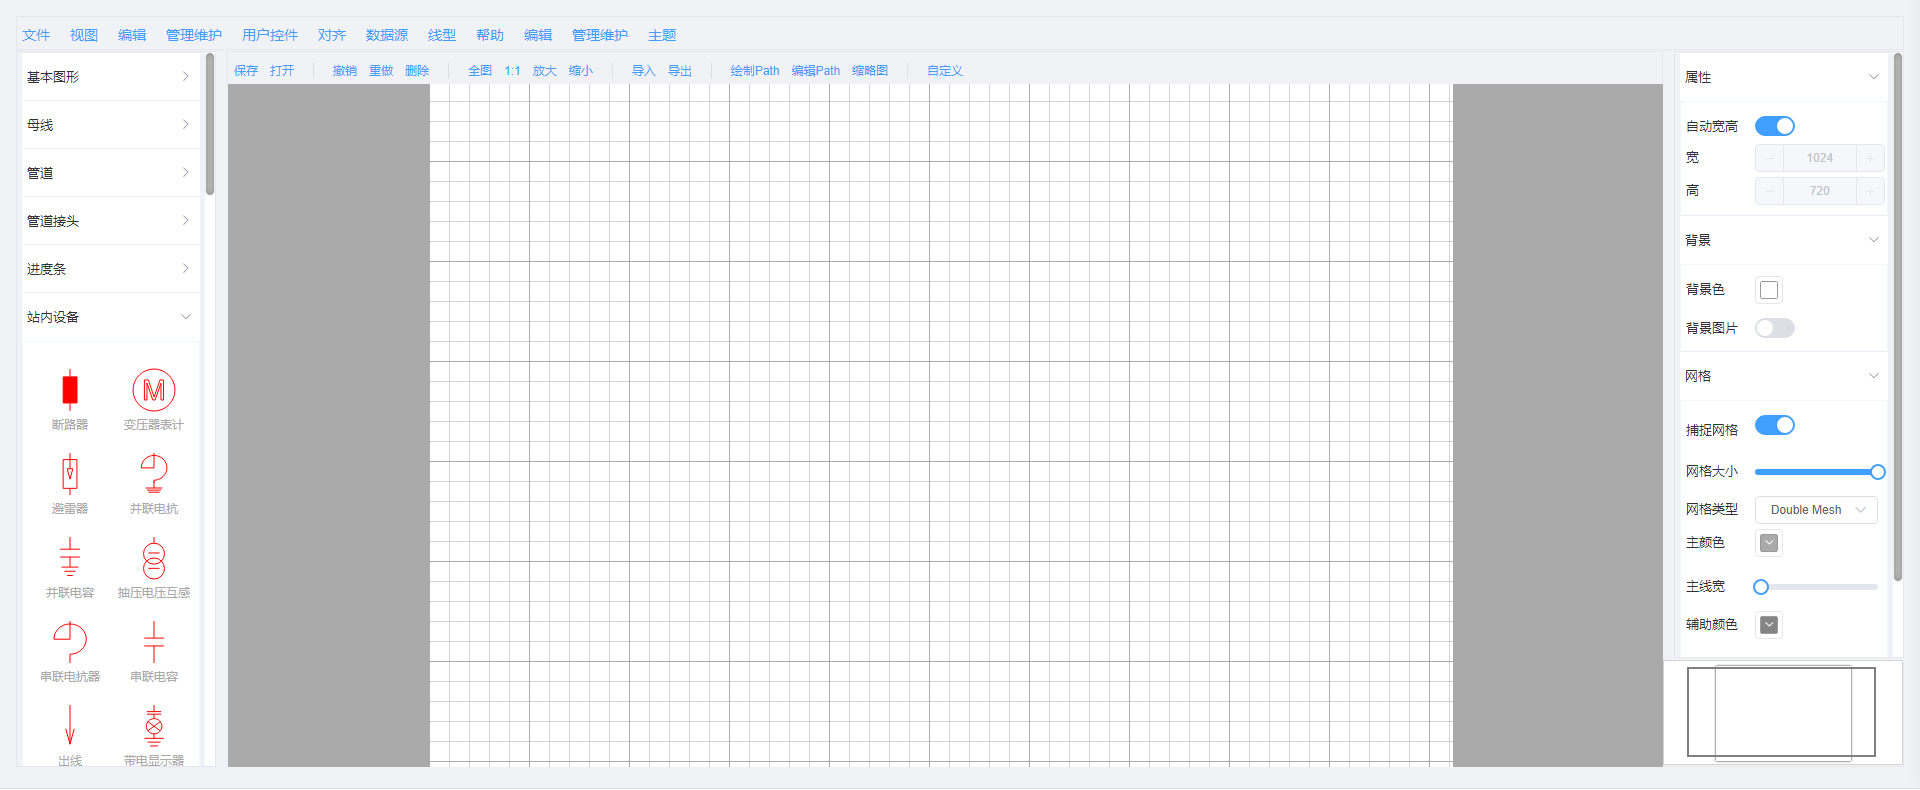 文件 视图 编辑 管理维护 用户控件 对齐 数据源 线型 帮助 编辑 管理维护 主题
保存 打开 撤销 重做 删除 全图 1:1 放大 缩小 导入 导出 绘制Path 编辑Path 缩略图 自定义
基本图形
母线
管道
管道接头
进度条
站内设备
断路器 变压器表计
避雷器 并联电抗
并联电容 抽压电压互感
串联电抗器 串联电容
出线 带电显示器
属性
自动宽高
宽 1024
高 720
背景
背景色
背景图片
网格
捕捉网格
网格大小
网格类型 Double Mesh
主颜色
主线宽
辅助颜色